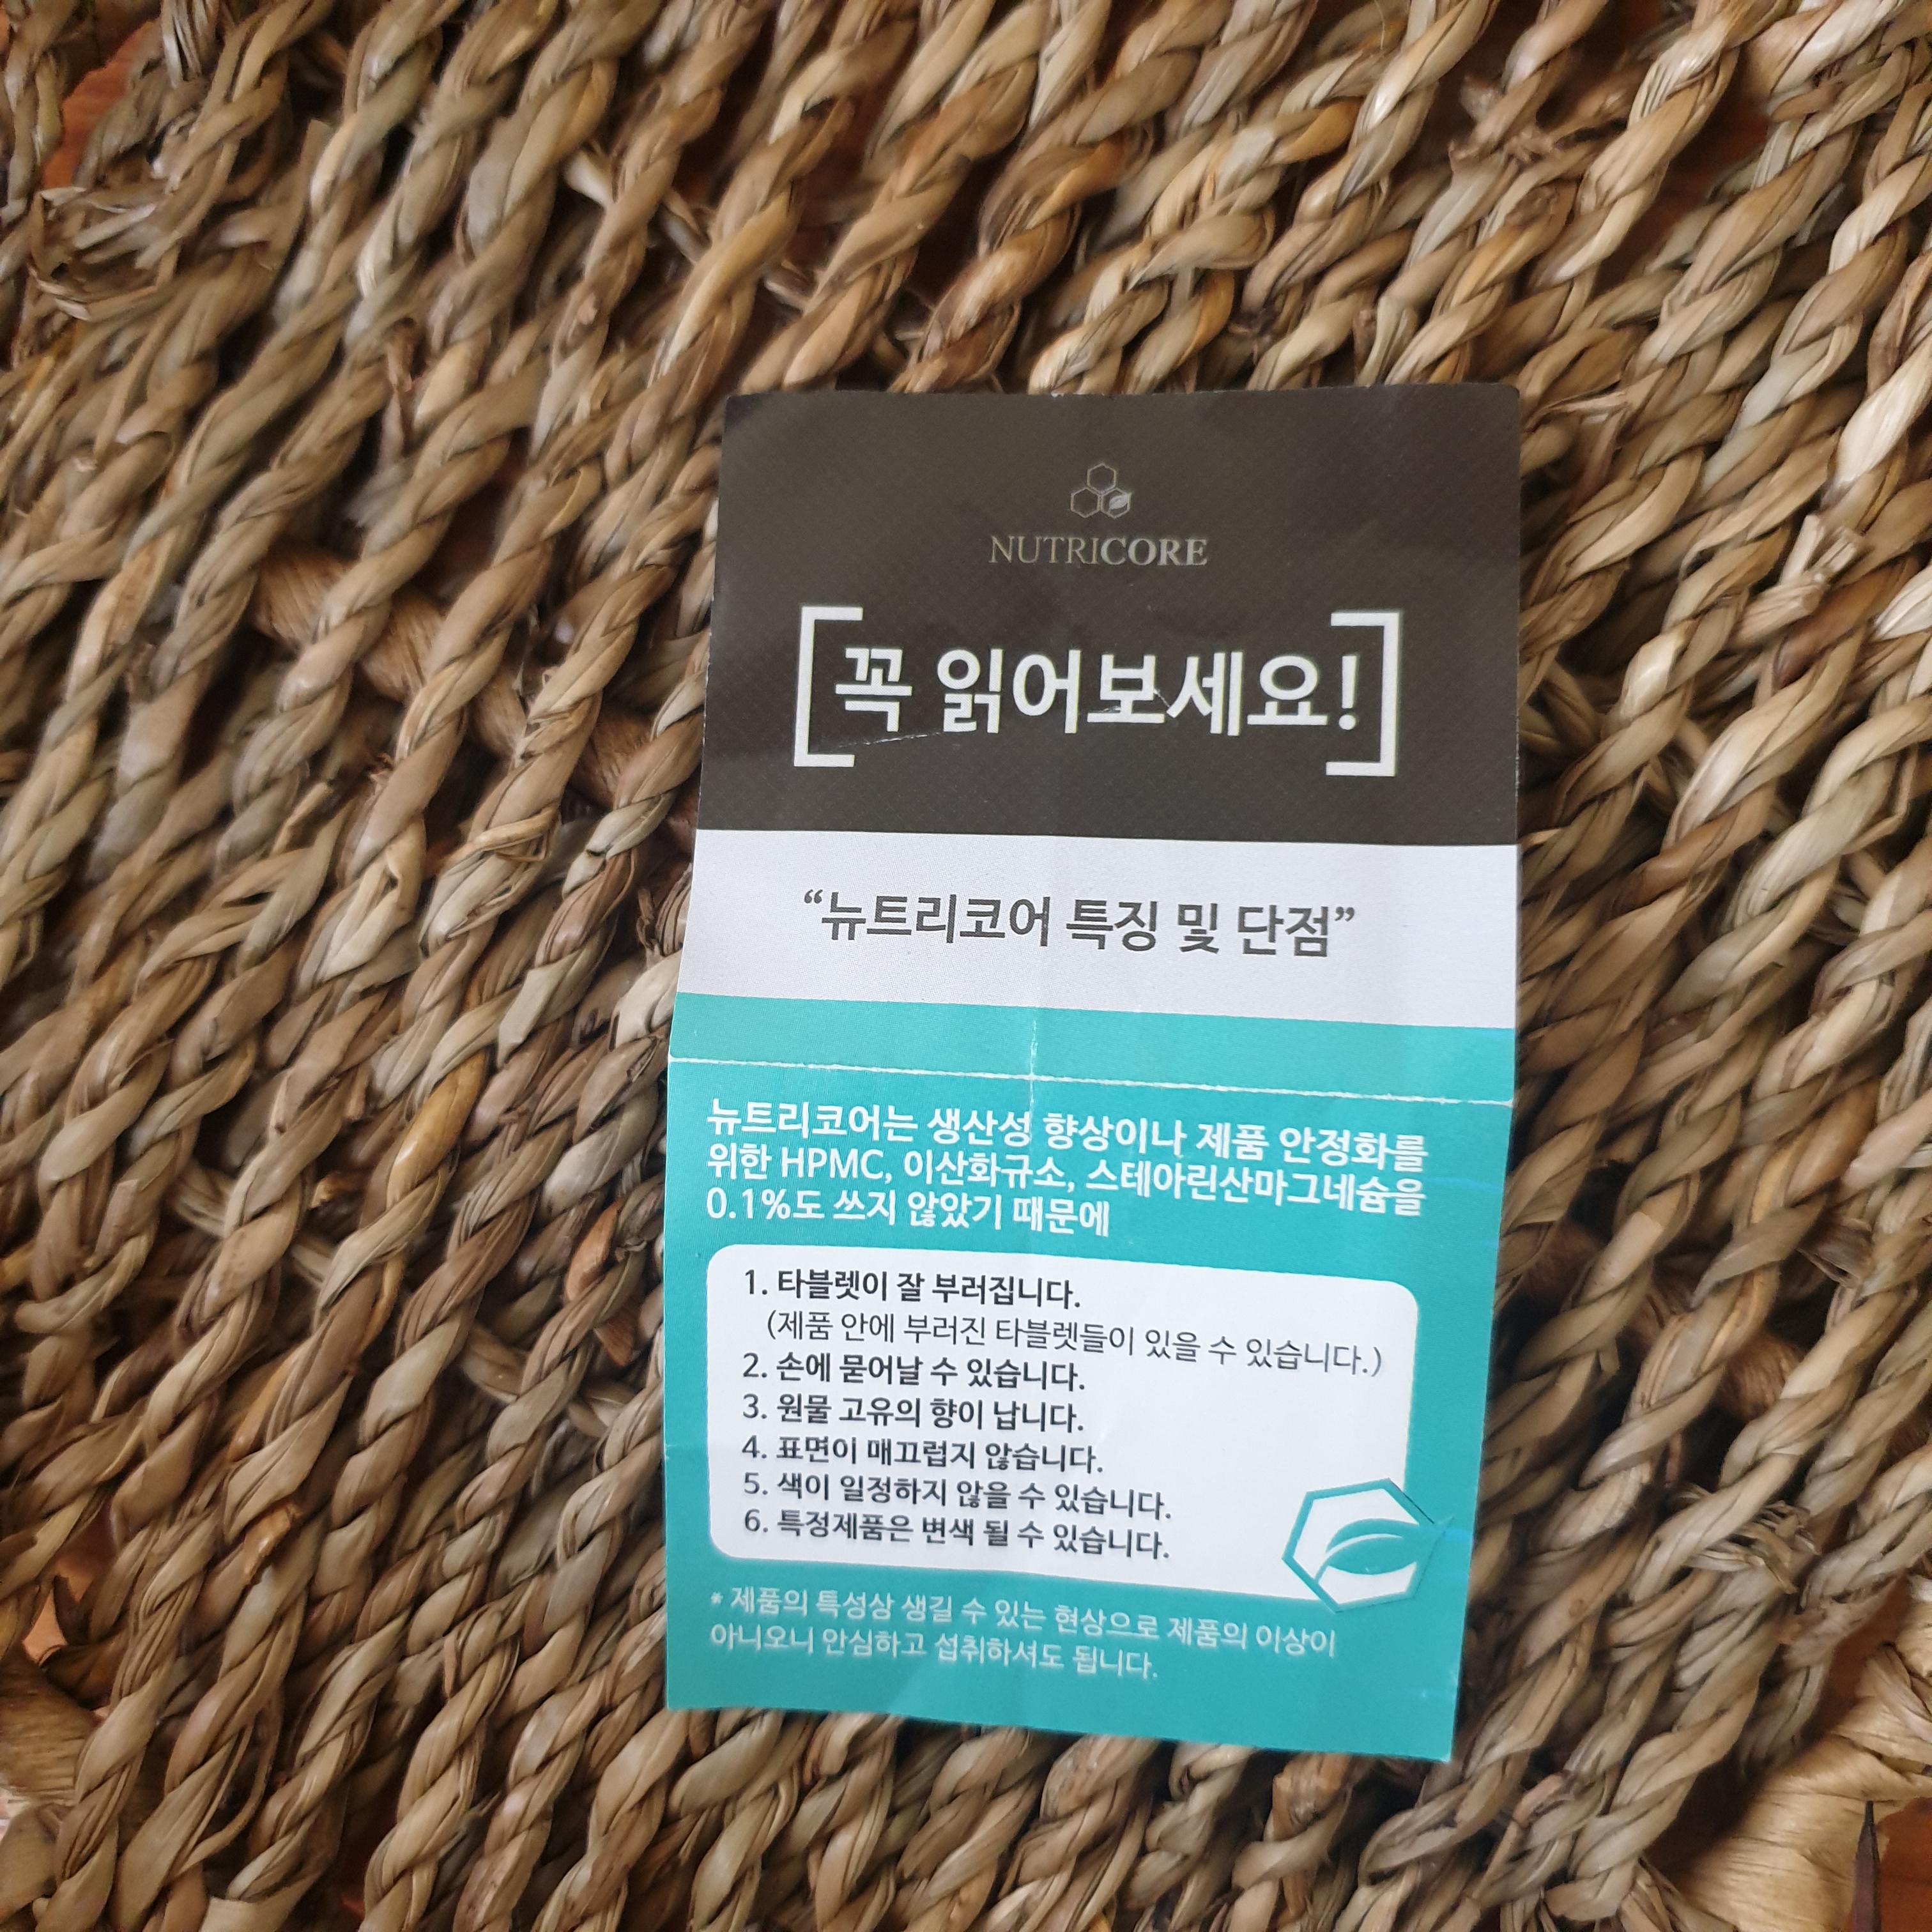 NUTRICORE
[꼭 읽어보세요!]
“뉴트리코어 특징 및 단점”
뉴트리코어는 생산성 향상이나 제품 안정화를
위한 HPMC, 이산화규소, 스테아린산마그네슘을
0.1%도 쓰지 않았기 때문에
1. 타블렛이 잘 부러집니다.
(제품 안에 부러진 타블렛들이 있을 수 있습니다.)
2. 손에 묻어날 수 있습니다.
3. 원물 고유의 향이 납니다.
4. 표면이 매끄럽지 않습니다.
5. 색이 일정하지 않을 수 있습니다.
6. 특정제품은 변색 될 수 있습니다.
* 제품의 특성상 생길 수 있는 현상으로 제품의 이상이
아니오니 안심하고 섭취하셔도 됩니다.